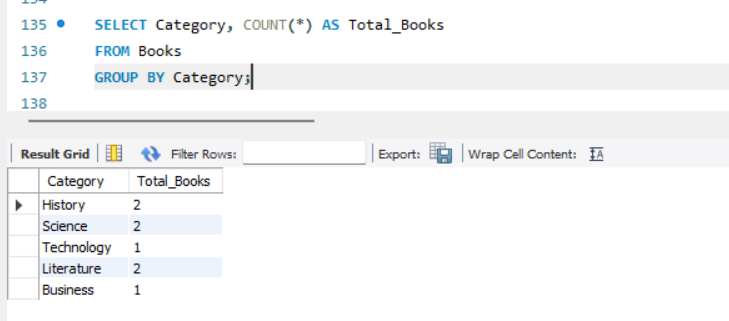 135 SELECT Category, COUNT(*) AS Total_Books
136 FROM Books
137 GROUP BY Category;
138
Result Grid Filter Rows: Export: Wrap Cell Content: IA
Category Total_Books
History 2
Science 2
Technology 1
Literature 2
Business 1